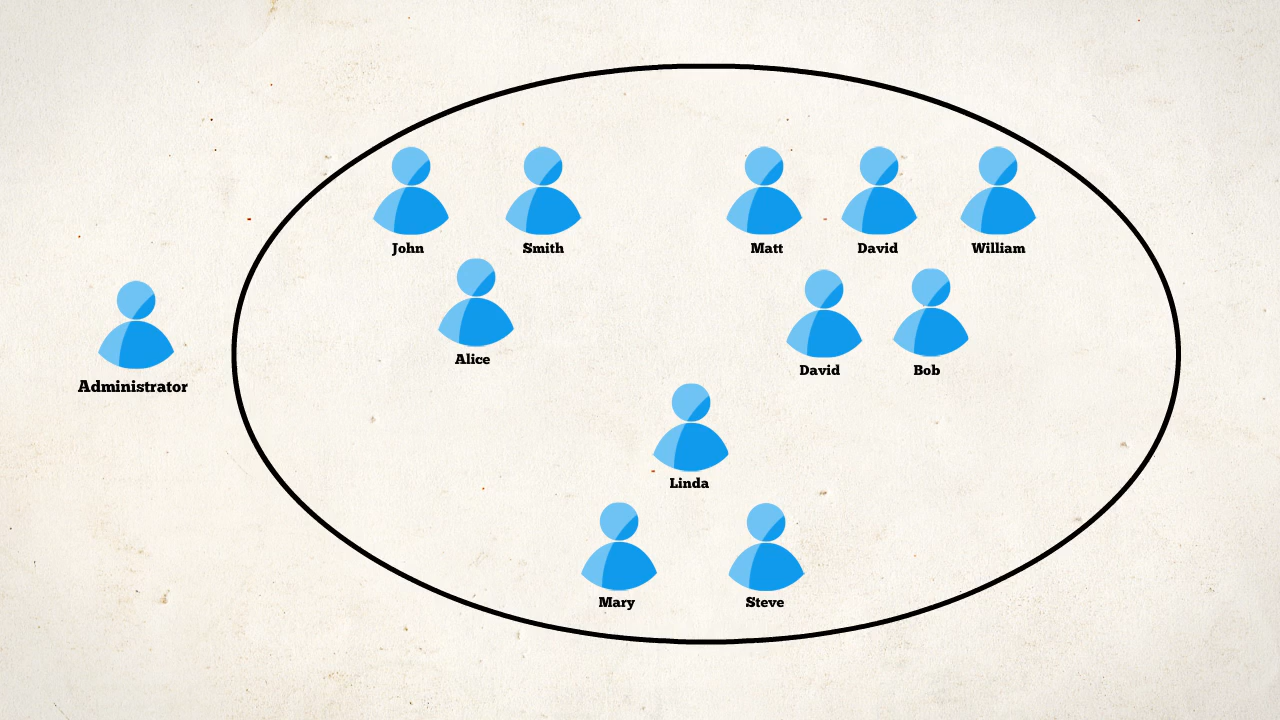 John
Smith
Matt
David
William
Alice
David
Bob
Administrator
Linda
Mary
Steve